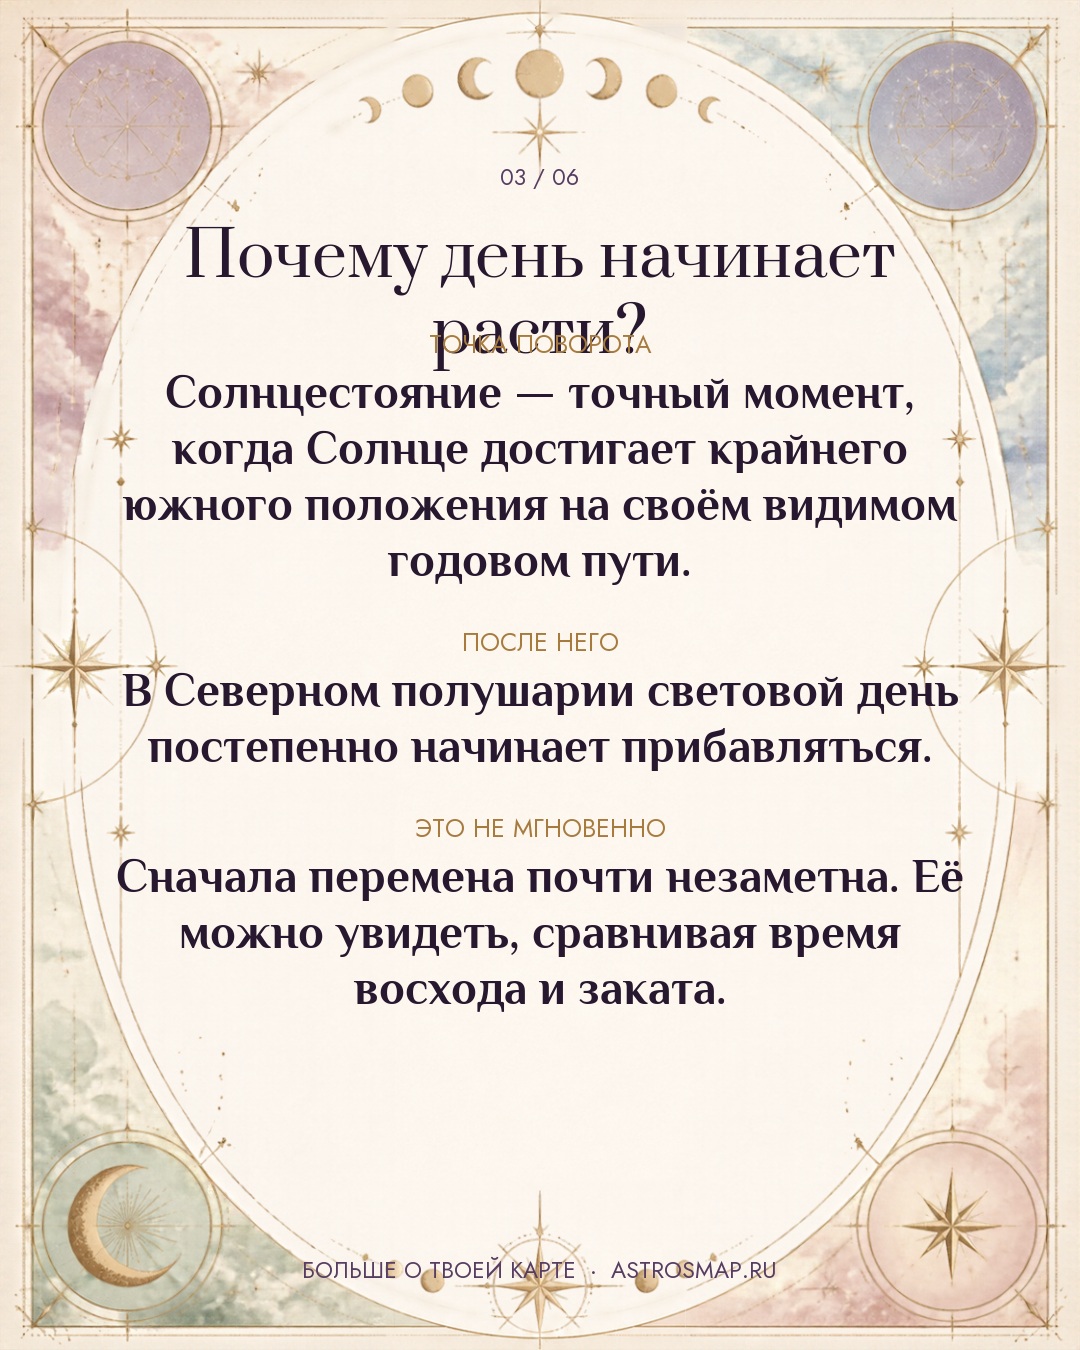 03 / 06
Почему день начинает
расти?
ТОЧКА ПОВОРОТА
Солнцестояние — точный момент,
когда Солнце достигает крайнего
южного положения на своём видимом
годовом пути.
ПОСЛЕ НЕГО
В Северном полушарии световой день
постепенно начинает прибавляться.
ЭТО НЕ МГНОВЕННО
Сначала перемена почти незаметна. Её
можно увидеть, сравнивая время
восхода и заката.
БОЛЬШЕ О ТВОЕЙ КАРТЕ · ASTROSMAP.RU